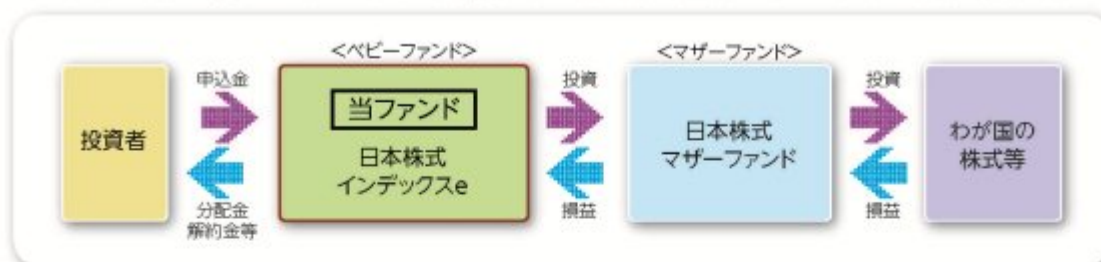 <ベビーファンド>
<マザーファンド>
投資者
申込金
分配金
解約金等
当ファンド
日本株式
インデックスe
投資
損益
日本株式
マザーファンド
投資
損益
わが国の
株式等